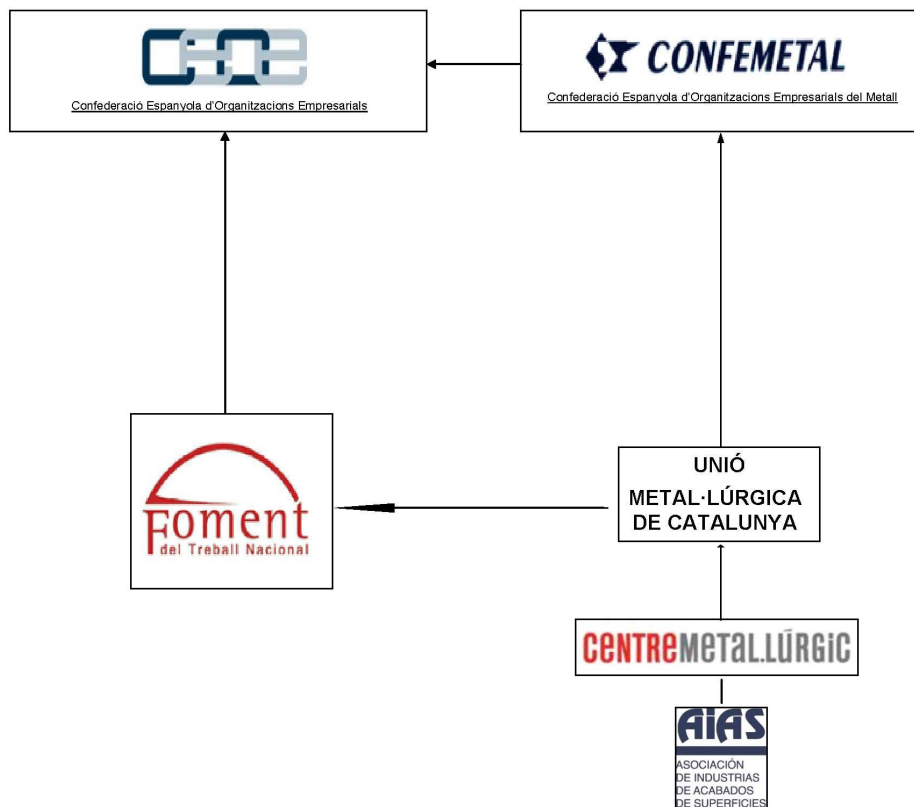 ceoe
Confederació Espanyola d'Organitzacions Empresarials
CONFEMETAL
Confederació Espanyola d'Organitzacions Empresarials del Metall
Foment
del Treball Nacional
UNIÓ
METAL·LÚRGICA
DE CATALUNYA
CENTREMETAL.LÚRGiC
AiAS
ASOCIACIÓN
DE INDUSTRIAS
DE ACABADOS
DE SUPERFICIES